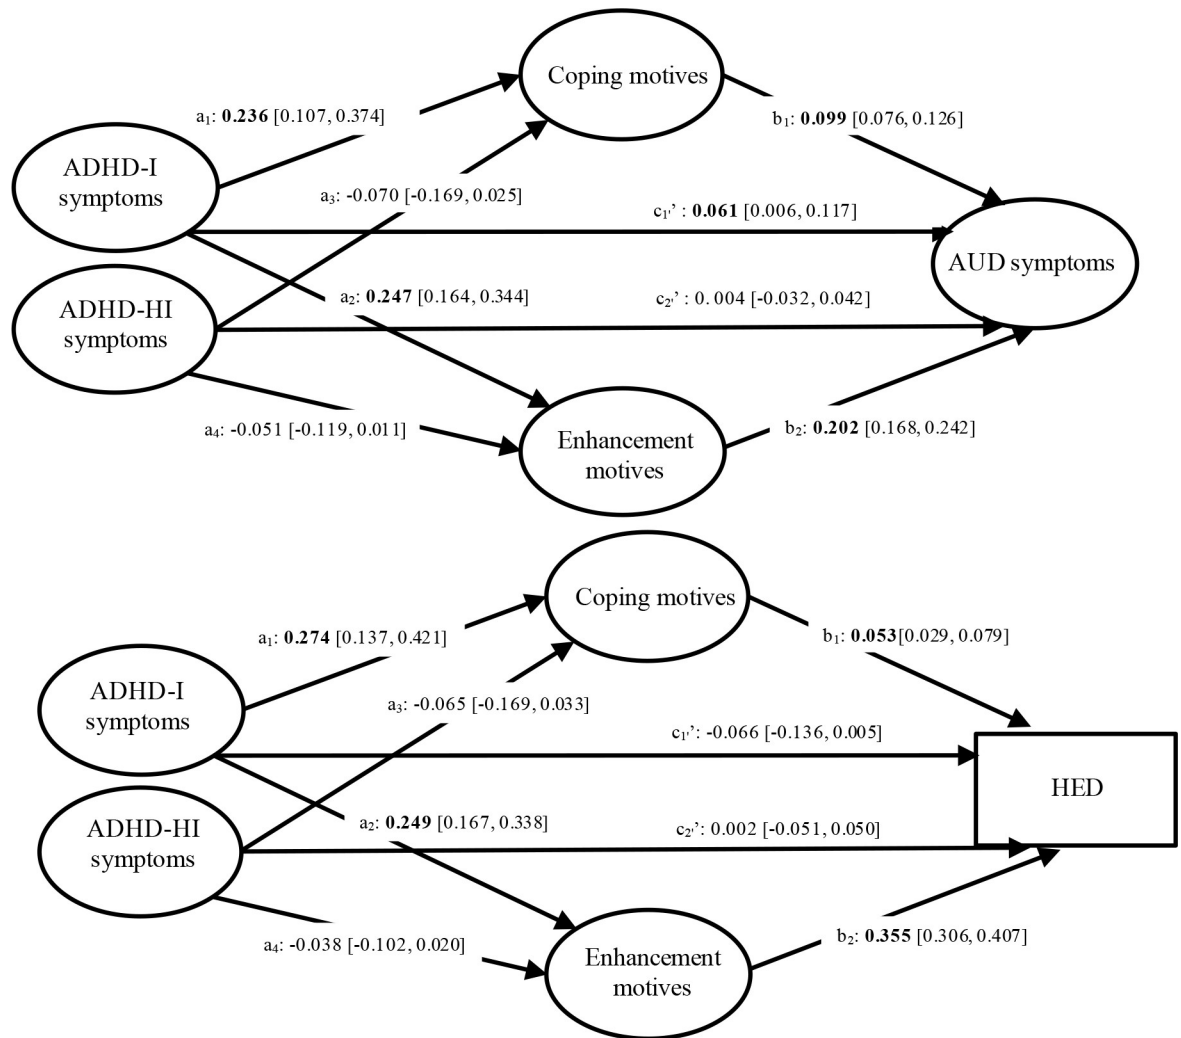 Coping motives
a₁: 0.236 [0.107, 0.374]
b₁: 0.099 [0.076, 0.126]
ADHD-I
symptoms
a₃: -0.070 [-0.169, 0.025]
c₁'’ : 0.061 [0.006, 0.117]
AUD symptoms
ADHD-HI
symptoms
a₂: 0.247 [0.164, 0.344]
c₂'’ : 0.004 [-0.032, 0.042]
a₄: -0.051 [-0.119, 0.011]
b₂: 0.202 [0.168, 0.242]
Enhancement
motives
Coping motives
a₁: 0.274 [0.137, 0.421]
b₁: 0.053[0.029, 0.079]
ADHD-I
symptoms
a₃: -0.065 [-0.169, 0.033]
c₁'’: -0.066 [-0.136, 0.005]
HED
ADHD-HI
symptoms
a₂: 0.249 [0.167, 0.338]
c₂'’: 0.002 [-0.051, 0.050]
a₄: -0.038 [-0.102, 0.020]
b₂: 0.355 [0.306, 0.407]
Enhancement
motives